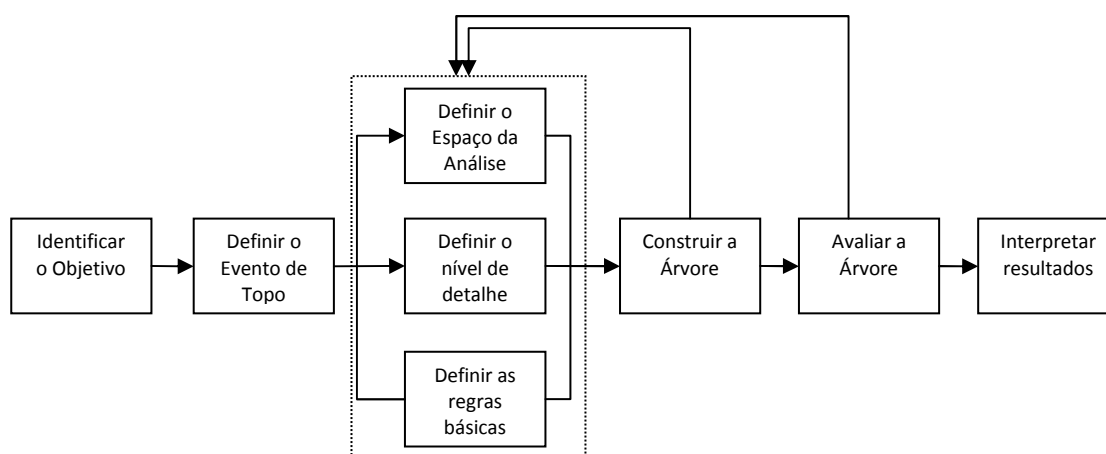 Identificar
o Objetivo
Definir o
Evento de
Topo
Definir o
Espaço da
Análise
Definir o
nível de
detalhe
Definir as
regras
básicas
Construir a
Árvore
Avaliar a
Árvore
Interpretar
resultados